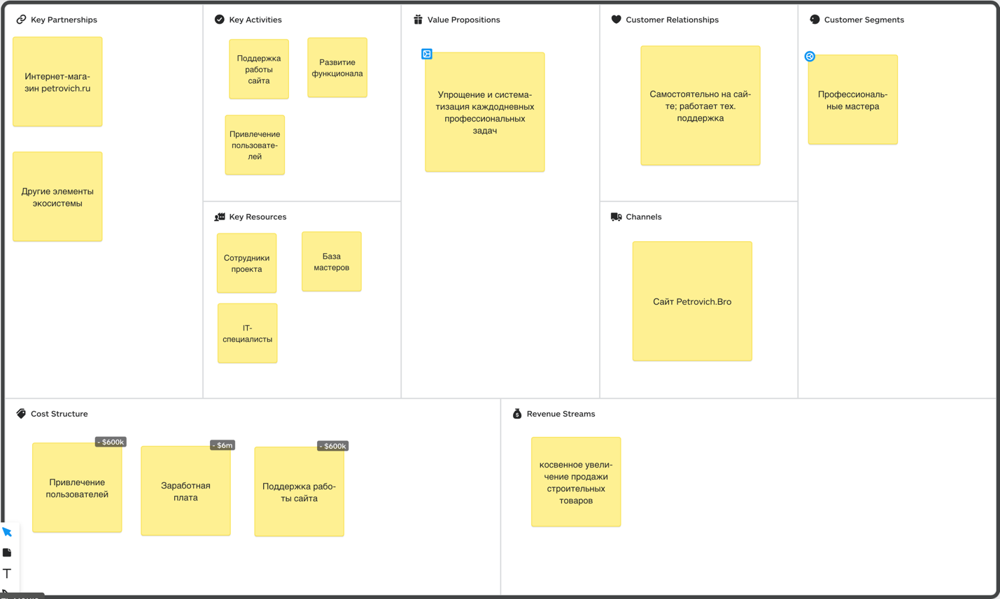 Key Partnerships
Интернет-мага-
зин petrovich.ru
Другие элементы
экосистемы
Key Activities
Поддержка
работы
сайта
Развитие
функционала
Привлечение
пользовате-
лей
Key Resources
Сотрудники
проекта
База
мастеров
IT-
специалисты
Value Propositions
Упрощение и система-
тизация каждодневных
профессиональных
задач
Customer Relationships
Самостоятельно на сай-
те; работает тех.
поддержка
Channels
Сайт Petrovich.Bro
Customer Segments
Профессиональ-
ные мастера
Cost Structure
- $600k
Привлечение
пользователей
- $6m
Заработная
плата
- $600k
Поддержка рабо-
ты сайта
Revenue Streams
косвенное увели-
чение продажи
строительных
товаров